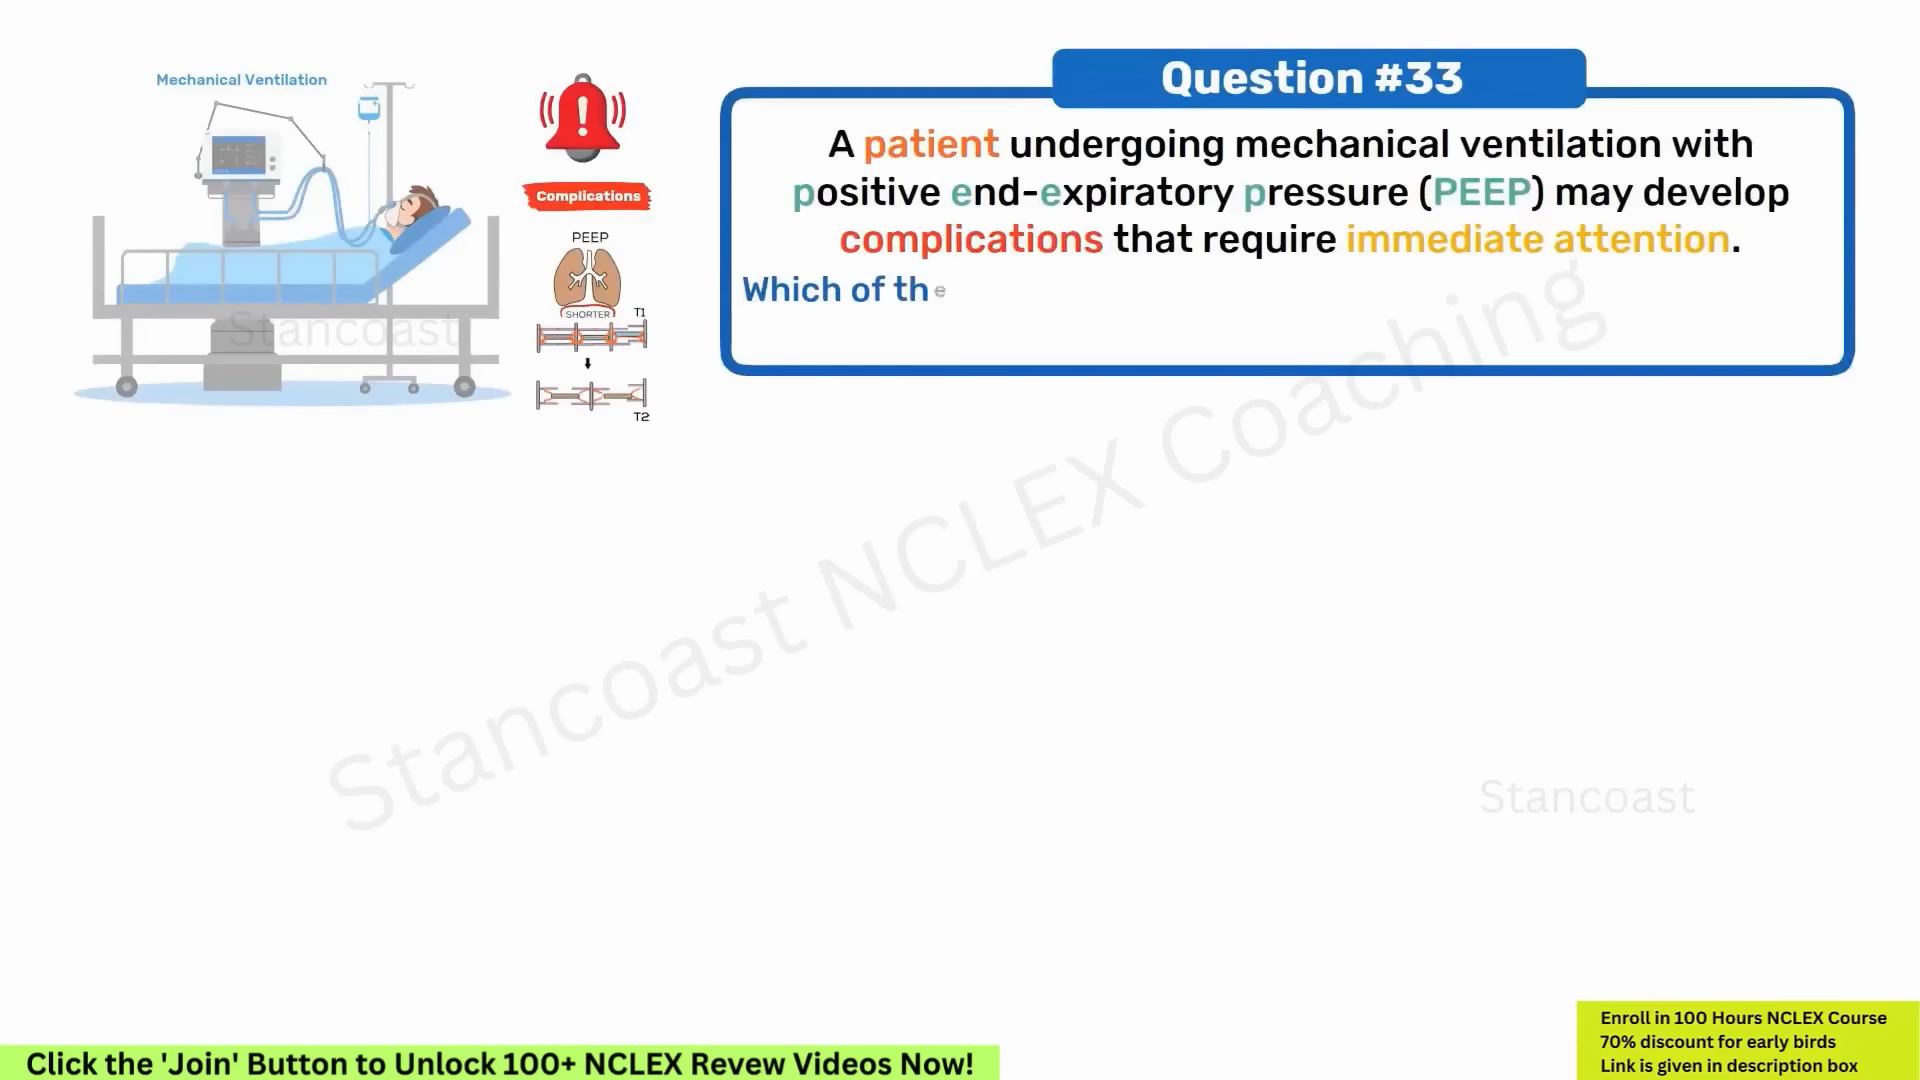 Mechanical Ventilation
Complications
PEEP
SHORTER
T1
T2
Question #33
A patient undergoing mechanical ventilation with
positive end-expiratory pressure (PEEP) may develop
complications that require immediate attention.
Which of the
Stancoast
Stancoast NCLEX Coaching
Stancoast
Click the 'Join' Button to Unlock 100+ NCLEX Revew Videos Now!
Enroll in 100 Hours NCLEX Course
70% discount for early birds
Link is given in description box